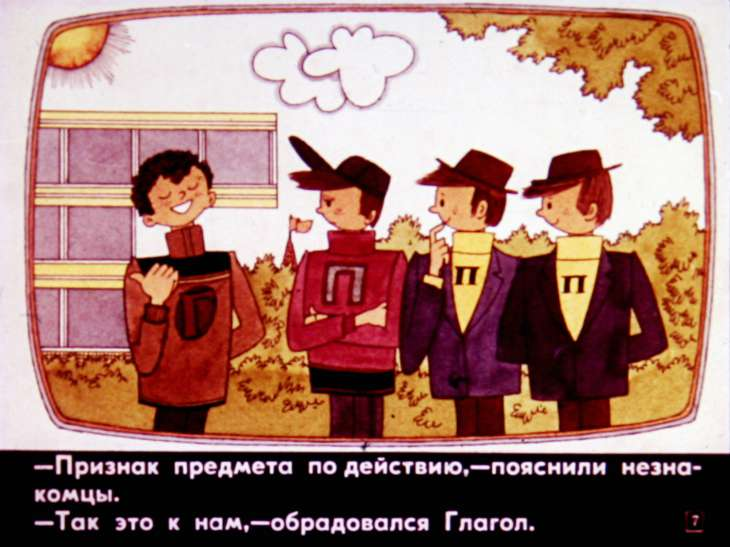 Г
П
П
П
—Признак предмета по действию,—пояснили незна-
комцы.
—Так это к нам,—обрадовался Глагол.
7